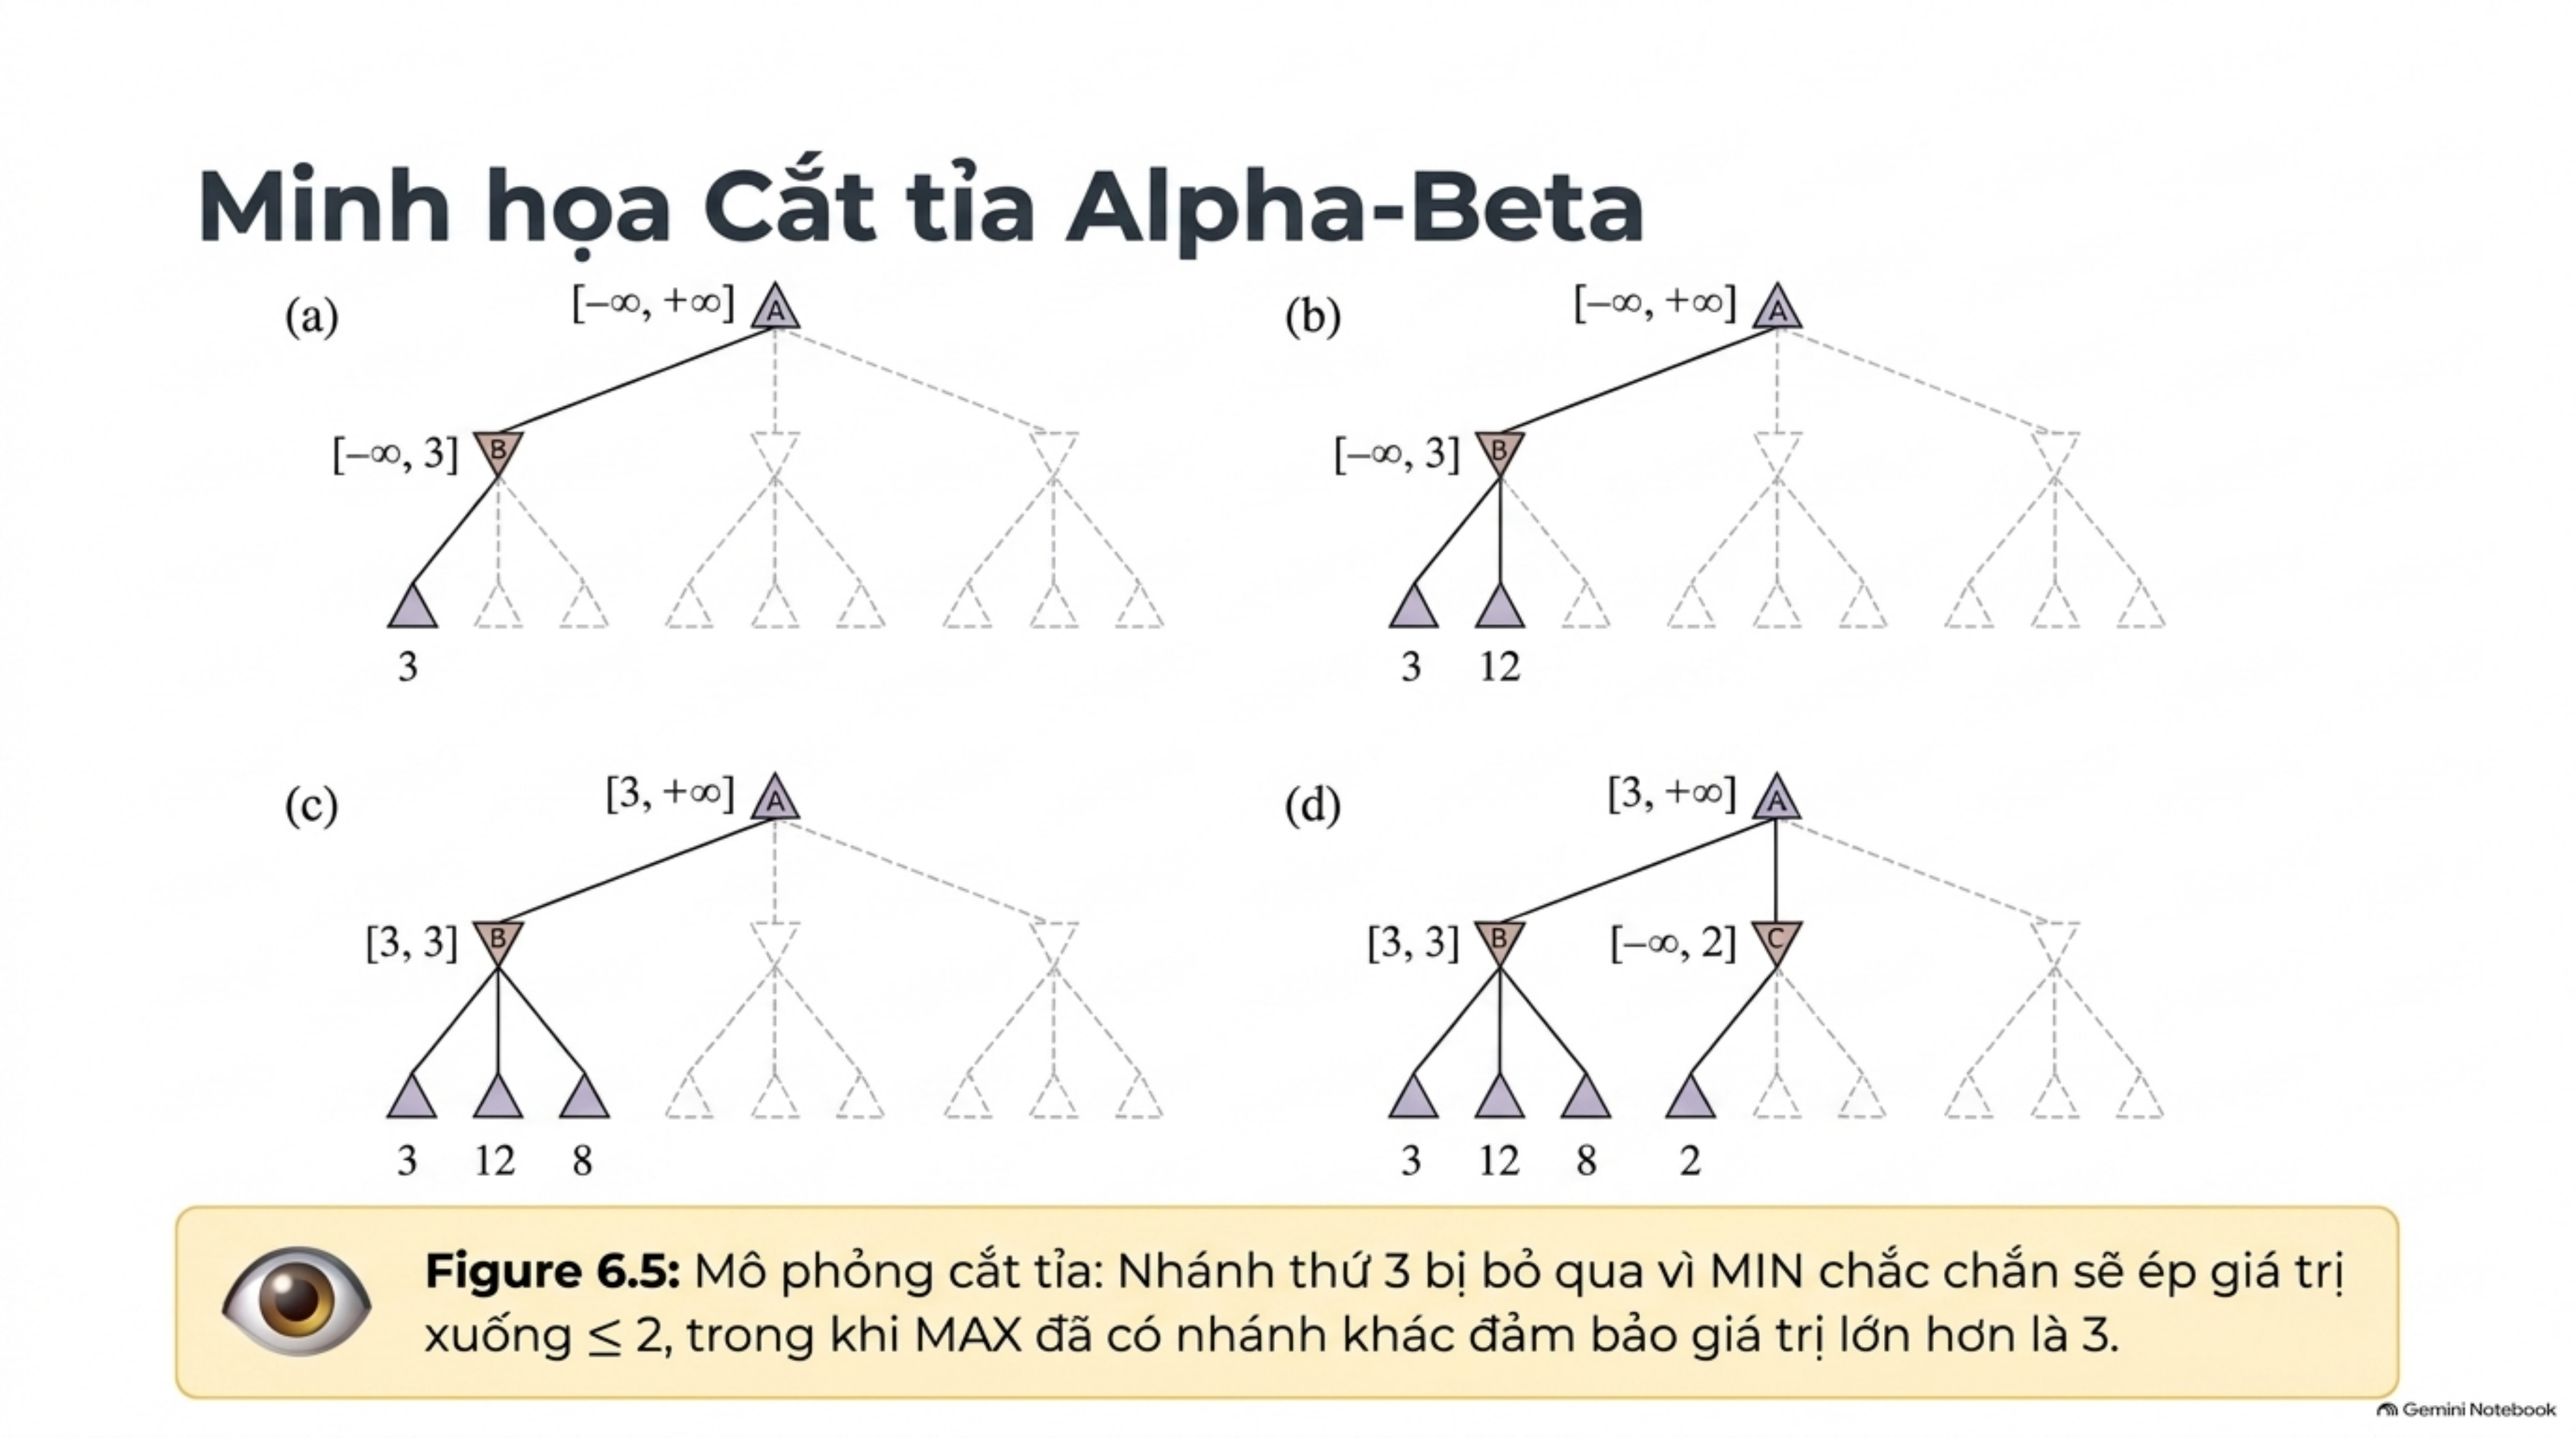 Minh họa Cắt tỉa Alpha-Beta
(a)
[−∞, +∞]
A
[−∞, 3]
B
3
(b)
[−∞, +∞]
A
[−∞, 3]
B
3 12
(c)
[3, +∞]
A
[3, 3]
B
3 12 8
(d)
[3, +∞]
A
[3, 3]
B
[−∞, 2]
C
3 12 8 2
Figure 6.5: Mô phỏng cắt tỉa: Nhánh thứ 3 bị bỏ qua vì MIN chắc chắn sẽ ép giá trị
xuống ≤ 2, trong khi MAX đã có nhánh khác đảm bảo giá trị lớn hơn là 3.
Gemini Notebook